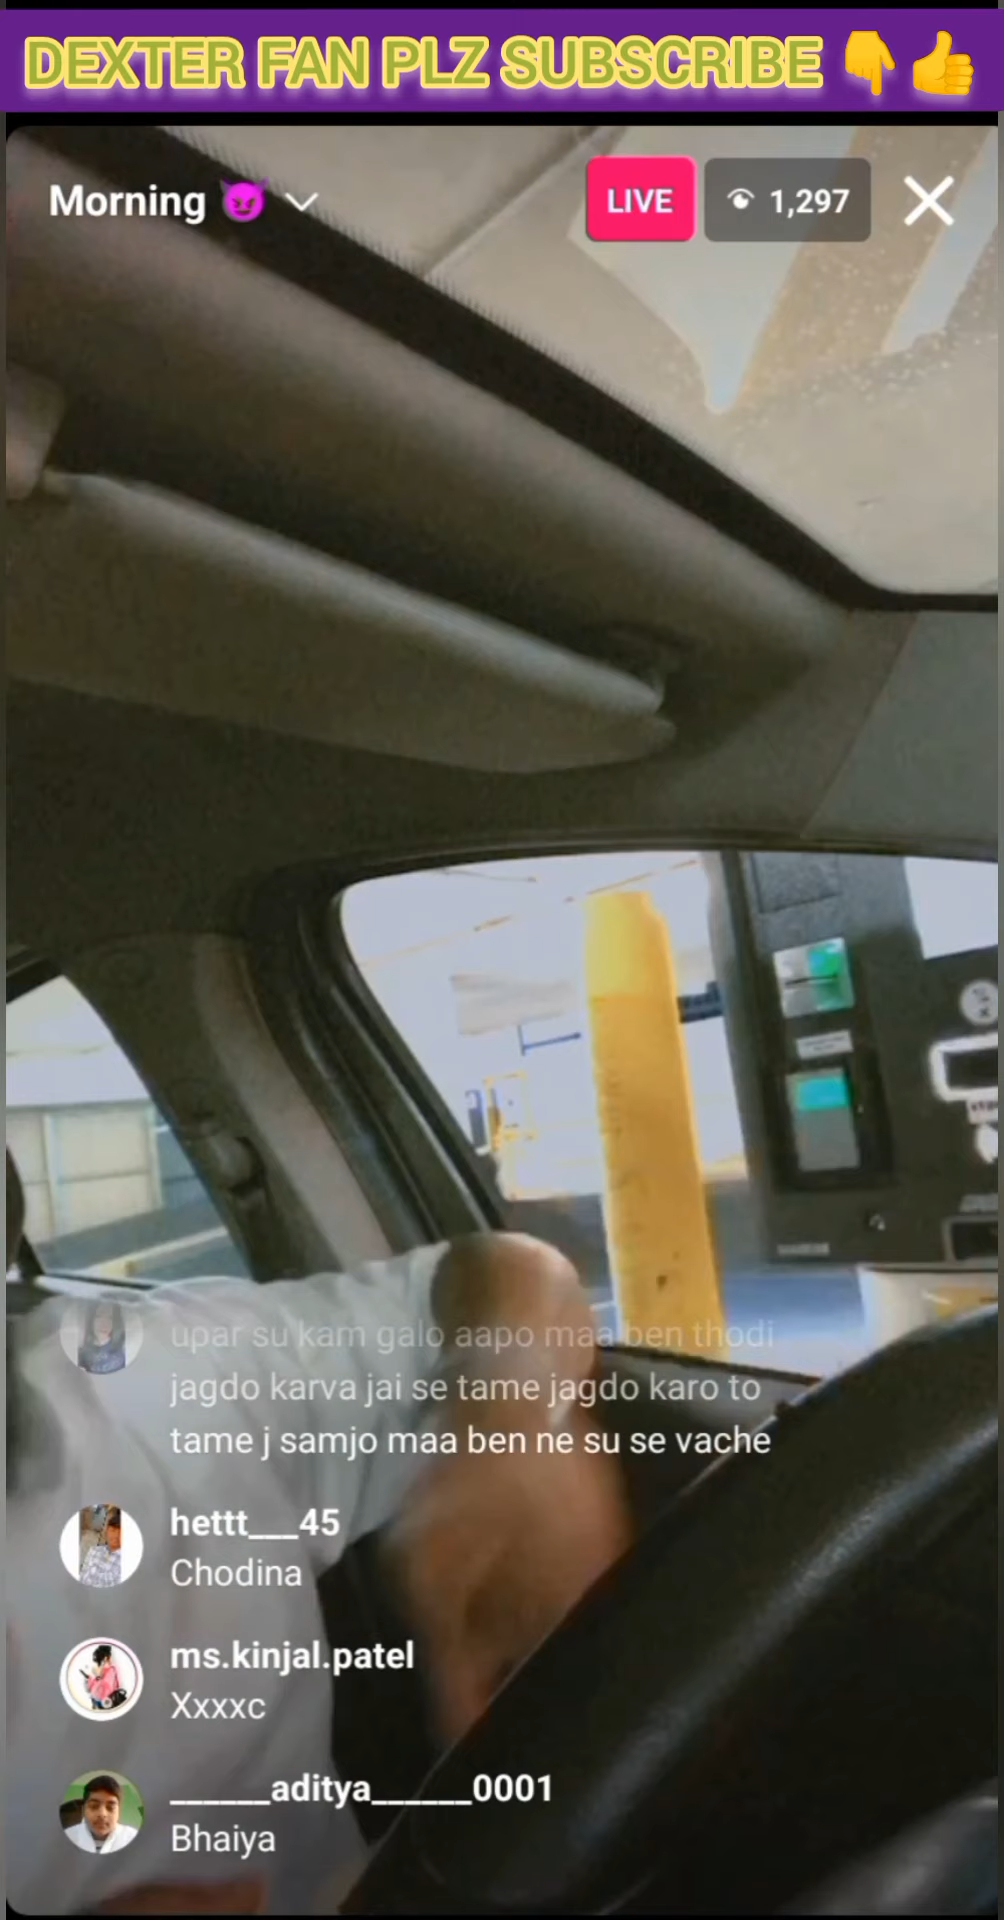 DEXTER FAN PLZ SUBSCRIBE 👇👍
Morning 😈
LIVE
1,297
upar su kam galo aapo maa ben thodi
jagdo karva jai se tame jagdo karo to
tame j samjo maa ben ne su se vache
hettt___45
Chodina
ms.kinjal.patel
Xxxxc
______aditya______0001
Bhaiya